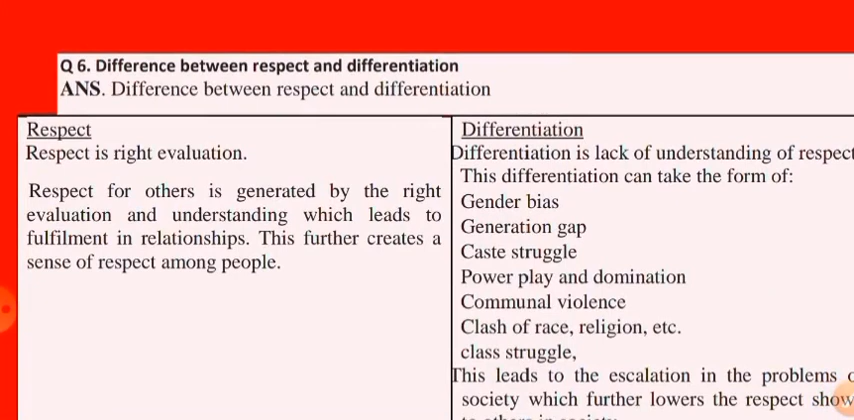 Q 6. Difference between respect and differentiation
ANS. Difference between respect and differentiation
Respect
Respect is right evaluation.
Respect for others is generated by the right
evaluation and understanding which leads to
fulfilment in relationships. This further creates a
sense of respect among people.
Differentiation
Differentiation is lack of understanding of respect
This differentiation can take the form of:
Gender bias
Generation gap
Caste struggle
Power play and domination
Communal violence
Clash of race, religion, etc.
class struggle,
This leads to the escalation in the problems
society which further lowers the respect